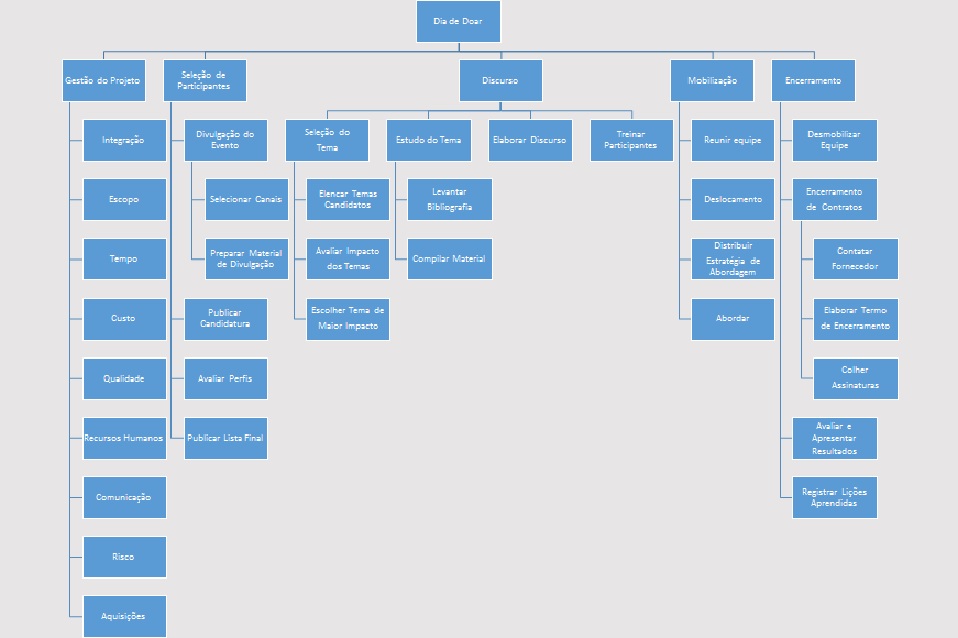 Dia de Doar
Gestão do Projeto
Seleção de
Participantes
Discurso
Mobilização
Encerramento
Integração
Escopo
Tempo
Custo
Qualidade
Recursos Humanos
Comunicação
Risco
Aquisições
Divulgação do
Evento
Selecionar Canais
Preparar Material
de Divulgação
Publicar
Candidatura
Avaliar Perfis
Publicar Lista Final
Seleção do
Tema
Elencar Temas
Candidatos
Avaliar Impacto
dos Temas
Escolher Tema de
Maior Impacto
Estudo do Tema
Levantar
Bibliografia
Compilar Material
Elaborar Discurso
Treinar
Participantes
Reunir equipe
Deslocamento
Distribuir
Estratégia de
Abordagem
Abordar
Desmobilizar
Equipe
Encerramento
de Contratos
Contatar
Fornecedor
Elaborar Termo
de Encerramento
Colher
Assinaturas
Avaliar e
Apresentar
Resultados
Registrar Lições
Aprendidas